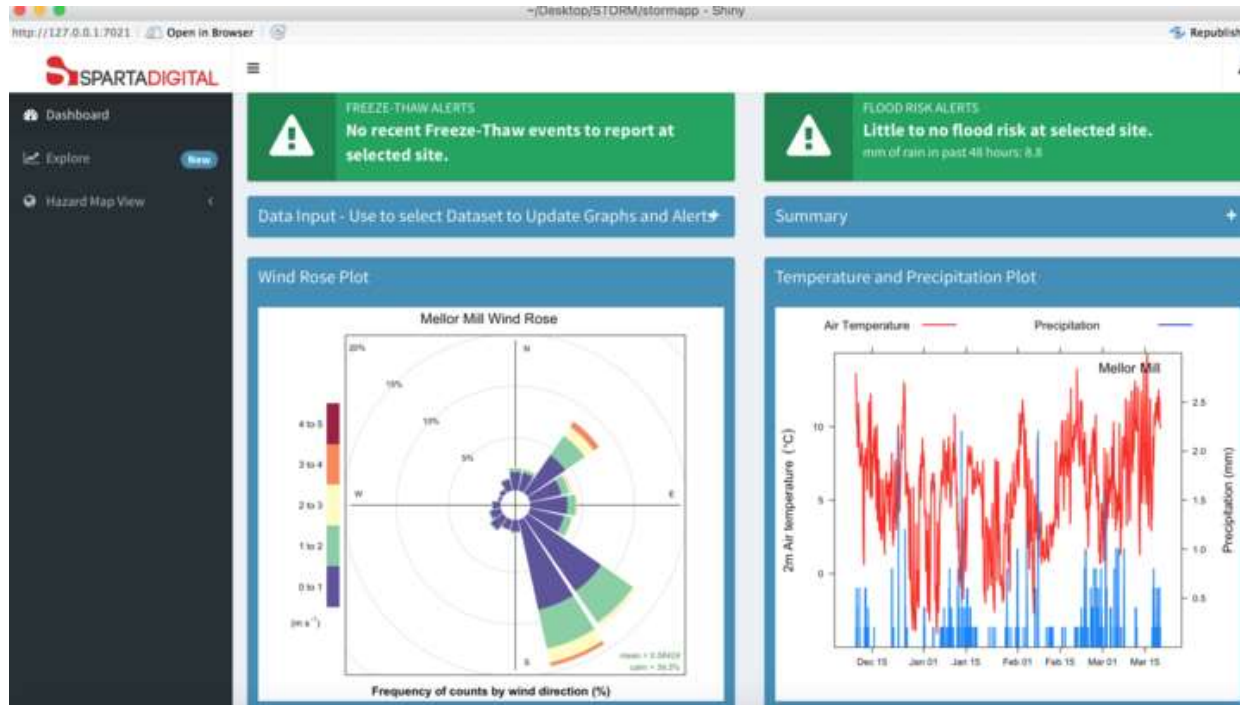 ~/Desktop/STORM/stormapp - Shiny
http://127.0.0.1:7021
Open in Browser
Republish
SPARTADIGITAL
Dashboard
Explore
New
Hazard Map View
FREEZE-THAW ALERTS
No recent Freeze-Thaw events to report at
selected site.
FLOOD RISK ALERTS
Little to no flood risk at selected site.
mm of rain in past 48 hours: 8.8
Data Input - Use to select Dataset to Update Graphs and Alerts
Summary
Wind Rose Plot
Mellor Mill Wind Rose
20%
15%
10%
5%
N
W
E
S
4 to 5
3 to 4
2 to 3
1 to 2
0 to 1
(m s⁻¹)
Frequency of counts by wind direction (%)
Temperature and Precipitation Plot
Air Temperature
Precipitation
Mellor Mill
2m Air temperature (°C)
10
5
0
2.5
2.0
1.5
1.0
0.5
Precipitation (mm)
Dec 15
Jan 01
Jan 15
Feb 01
Feb 15
Mar 01
Mar 15